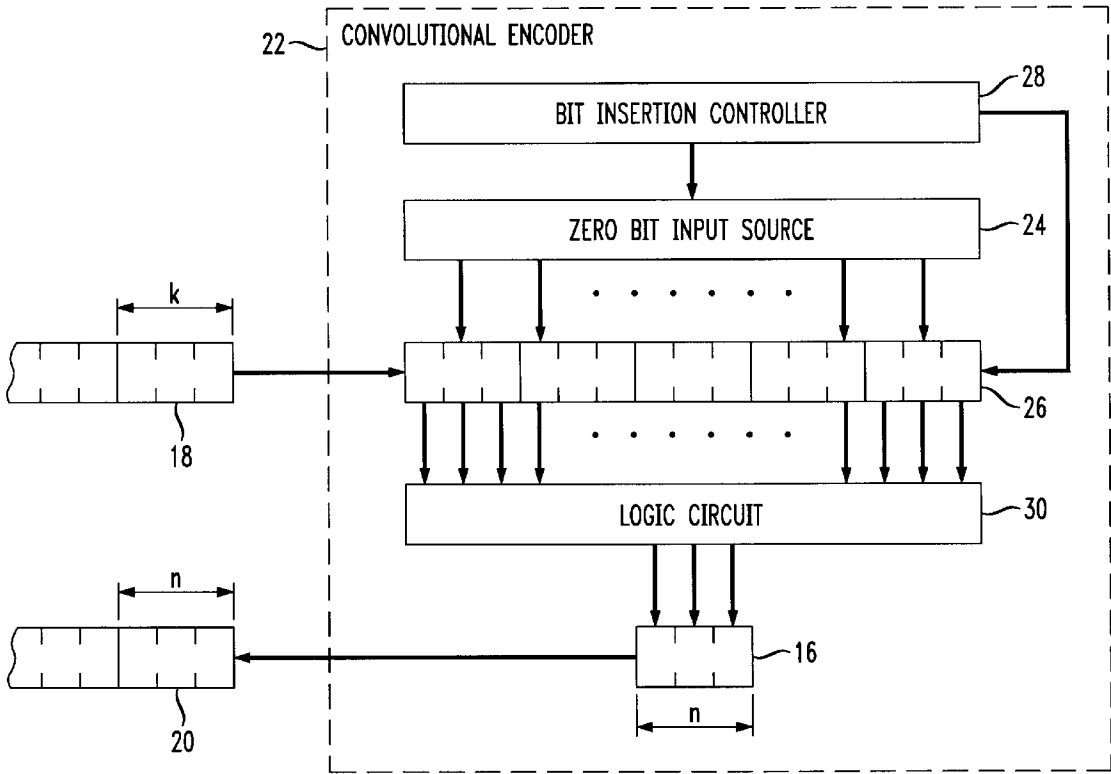 22
CONVOLUTIONAL ENCODER
28
BIT INSERTION CONTROLLER
ZERO BIT INPUT SOURCE
24
k
18
26
LOGIC CIRCUIT
30
n
20
16
n